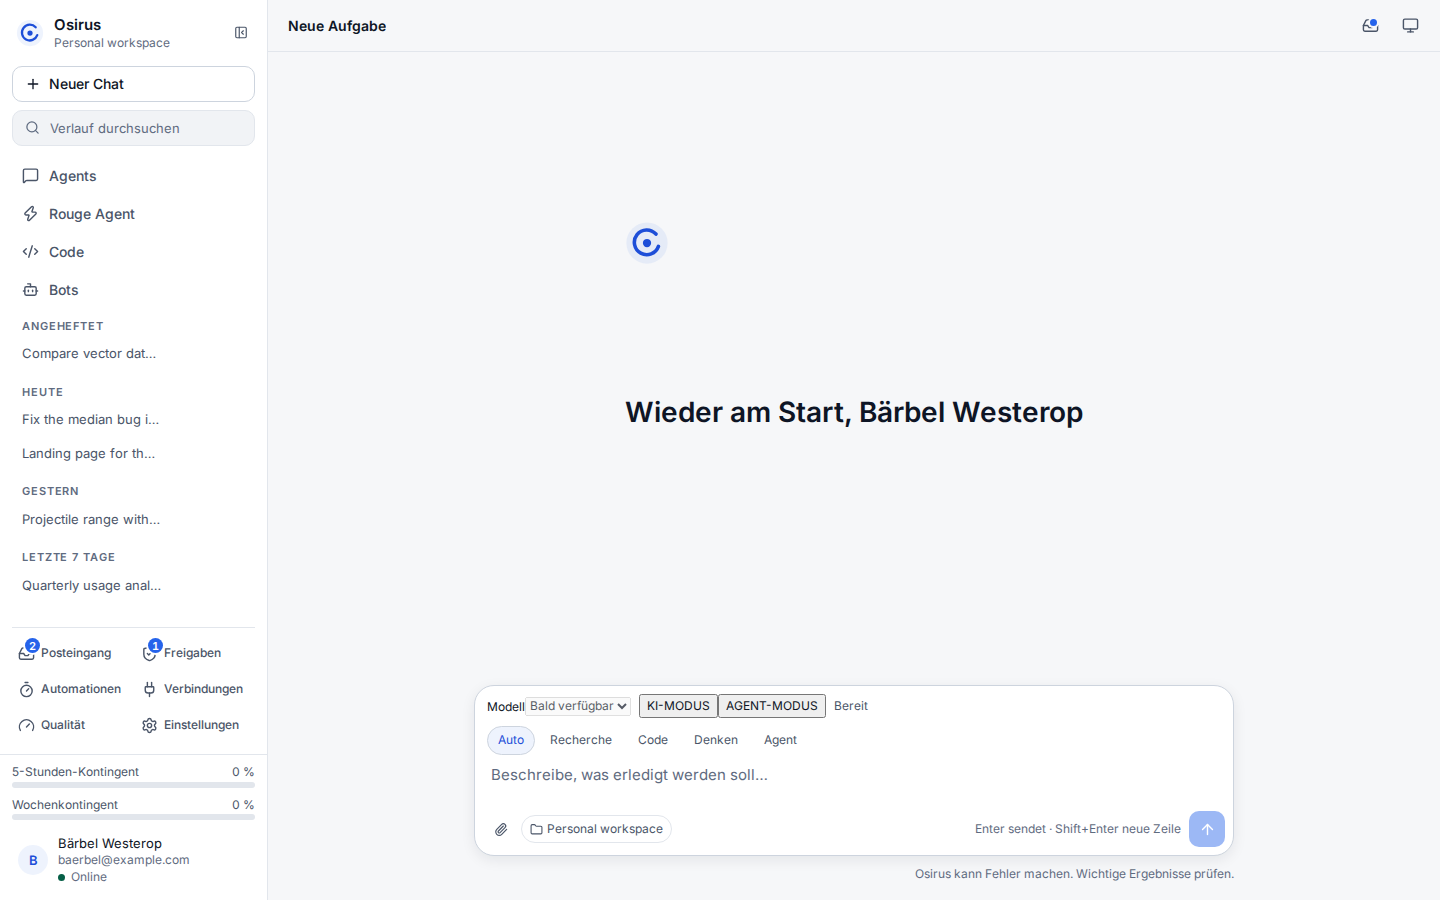 Osirus
Personal workspace
Neuer Chat
Verlauf durchsuchen
Agents
Rouge Agent
Code
Bots
ANGEHEFTET
Compare vector dat...
HEUTE
Fix the median bug i...
Landing page for th...
GESTERN
Projectile range with...
LETZTE 7 TAGE
Quarterly usage anal...
2 Posteingang
1 Freigaben
Automationen
Verbindungen
Qualität
Einstellungen
5-Stunden-Kontingent 0 %
Wochenkontingent 0 %
B
Bärbel Westerop
baerbel@example.com
Online
Neue Aufgabe
Wieder am Start, Bärbel Westerop
Modell Bald verfügbar KI-MODUS AGENT-MODUS Bereit
Auto Recherche Code Denken Agent
Beschreibe, was erledigt werden soll...
Personal workspace Enter sendet · Shift+Enter neue Zeile
Osirus kann Fehler machen. Wichtige Ergebnisse prüfen.